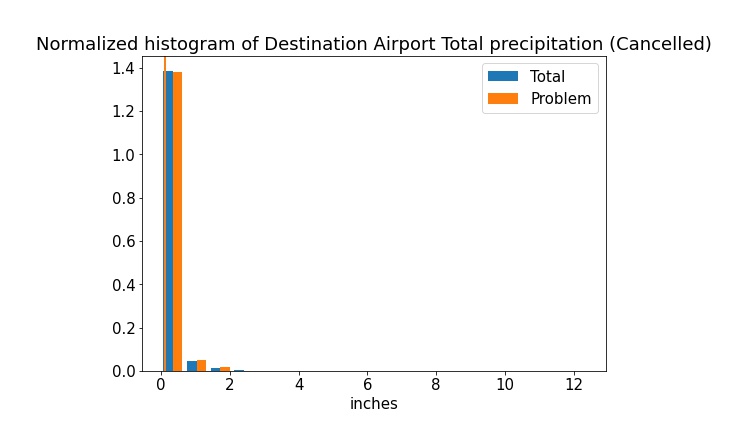 Normalized histogram of Destination Airport Total precipitation (Cancelled)
Total
Problem
1.4
1.2
1.0
0.8
0.6
0.4
0.2
0.0
0 2 4 6 8 10 12
inches